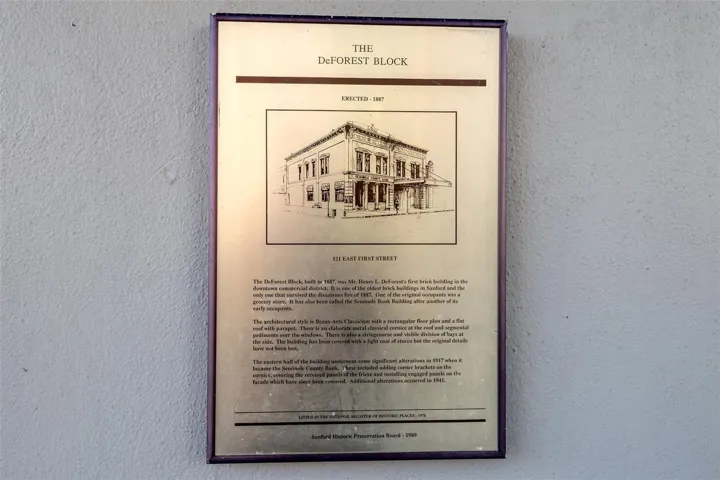 THE
DeFOREST BLOCK
ERECTED - 1887
121 EAST FIRST STREET
The DeForest Block, built in 1887, was Mr. Henry L. DeForest's first brick building in the
downtown commercial district. It is one of the oldest brick buildings in Sanford and the
only one that survived the disastrous fire of 1887. One of the original occupants was a
grocery store. It has also been called the Seminole Bank Building after another of its
early occupants.
The architectural style is Beaux-Arts Classicism with a rectangular floor plan and a flat
roof with parapet. There is an elaborate metal classical cornice at the roof and segmental
pediments over the windows. There is also a stringcourse and visible division of bays at
the side. The building has been covered with a light coat of stucco but the original details
have not been lost.
The eastern half of the building underwent some significant alterations in 1917 when it
became the Seminole County Bank. These included adding corner brackets on the
cornice, covering the recessed panels of the frieze and installing engaged panels on the
facade which have since been removed. Additional alterations occurred in 1941.
LISTED IN THE NATIONAL REGISTER OF HISTORIC PLACES - 1976
Sanford Historic Preservation Board - 1989